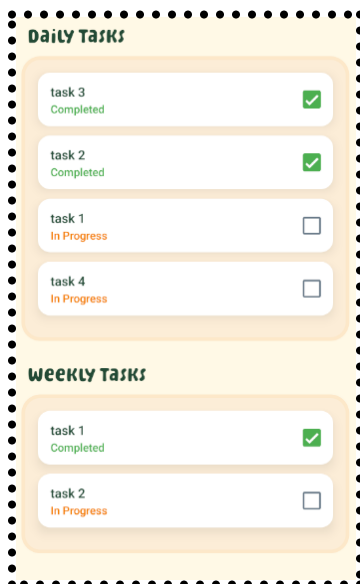 Daily Tasks
task 3
Completed
task 2
Completed
task 1
In Progress
task 4
In Progress
Weekly Tasks
task 1
Completed
task 2
In Progress